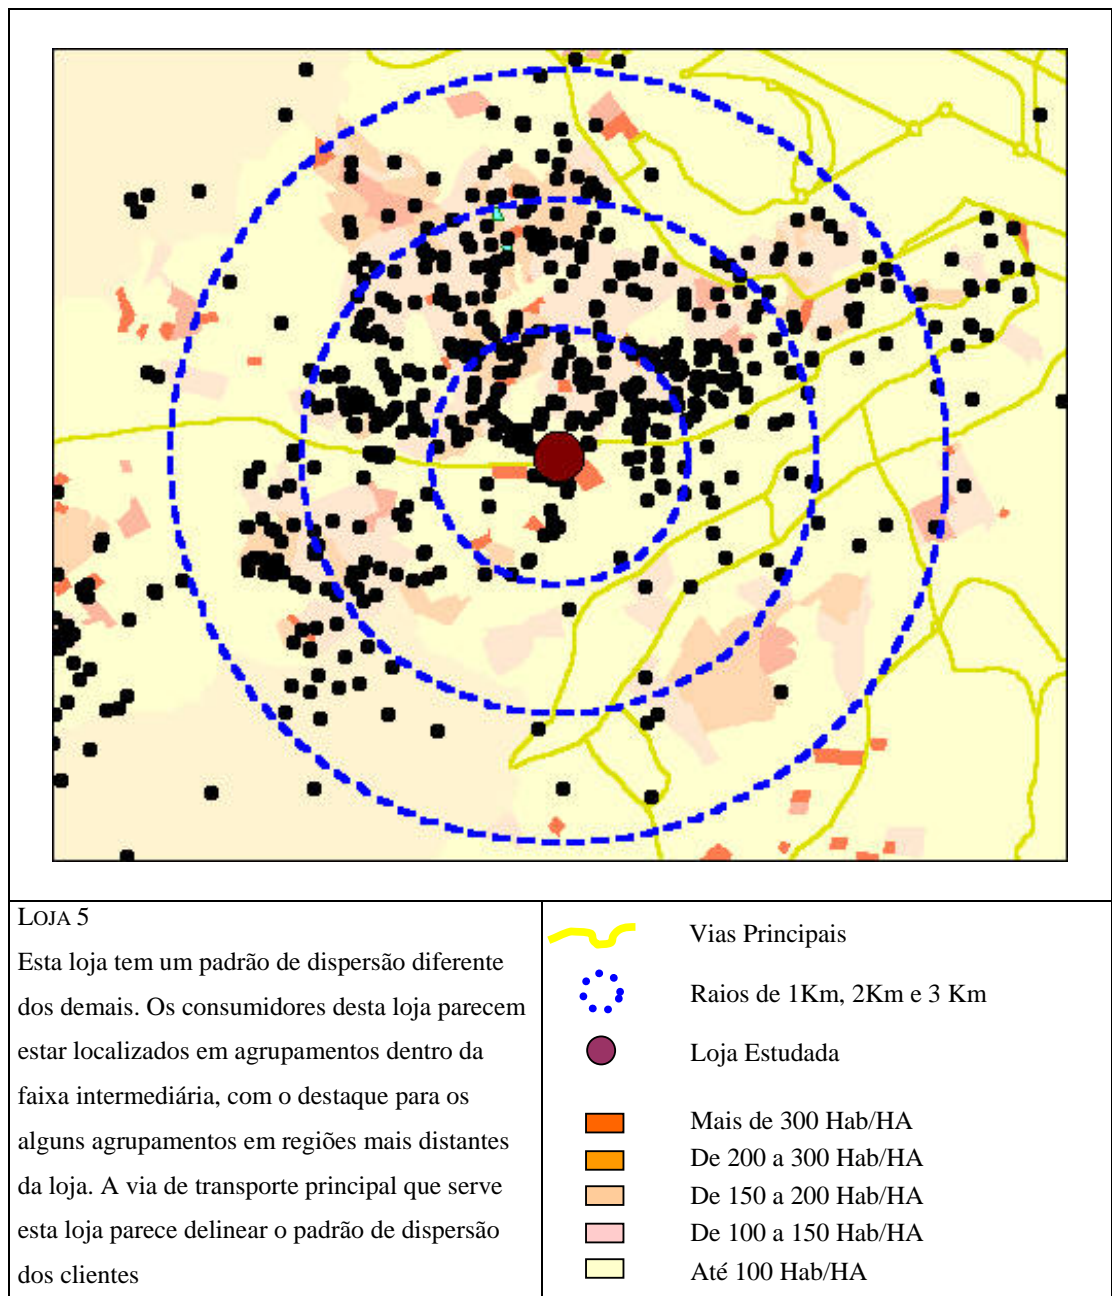 LOJA 5
Esta loja tem um padrão de dispersão diferente
dos demais. Os consumidores desta loja parecem
estar localizados em agrupamentos dentro da
faixa intermediária, com o destaque para os
alguns agrupamentos em regiões mais distantes
da loja. A via de transporte principal que serve
esta loja parece delinear o padrão de dispersão
dos clientes
Vias Principais
Raios de 1Km, 2Km e 3 Km
Loja Estudada
Mais de 300 Hab/HA
De 200 a 300 Hab/HA
De 150 a 200 Hab/HA
De 100 a 150 Hab/HA
Até 100 Hab/HA